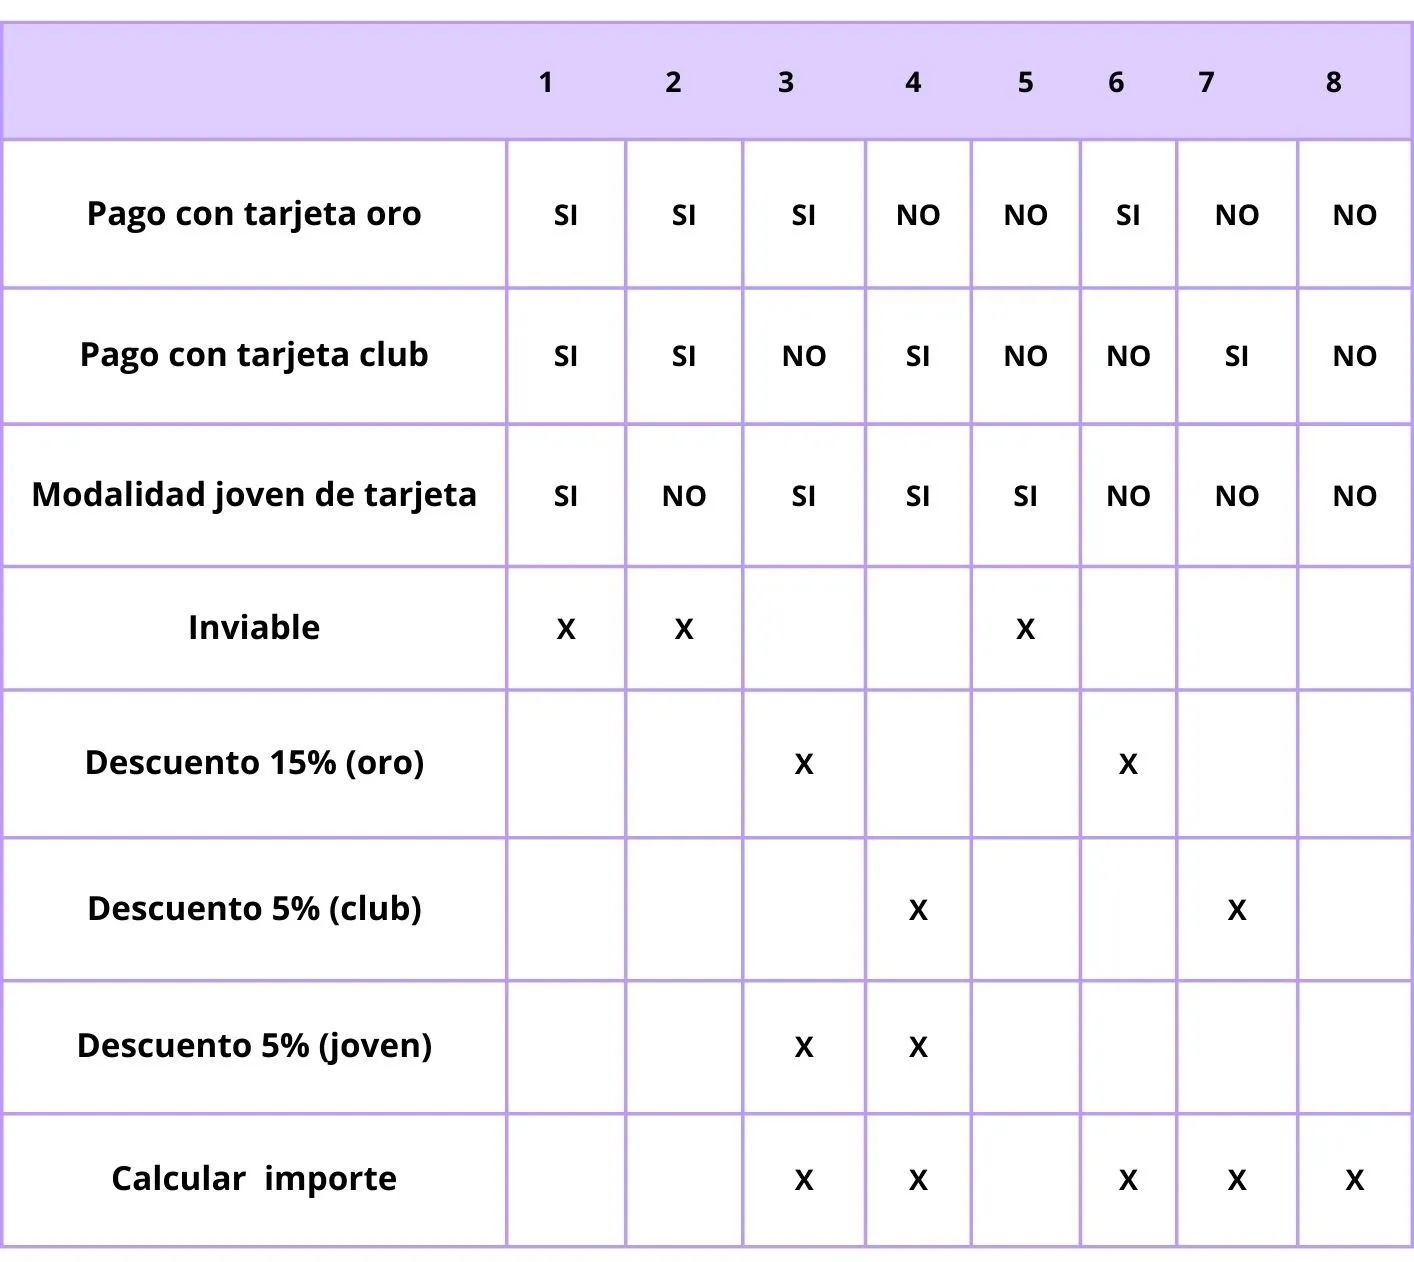 1 2 3 4 5 6 7 8
Pago con tarjeta oro SI SI SI NO NO SI NO NO
Pago con tarjeta club SI SI NO SI NO NO SI NO
Modalidad joven de tarjeta SI NO SI SI SI NO NO NO
Inviable X X X
Descuento 15% (oro) X X
Descuento 5% (club) X X
Descuento 5% (joven) X X
Calcular importe X X X X X